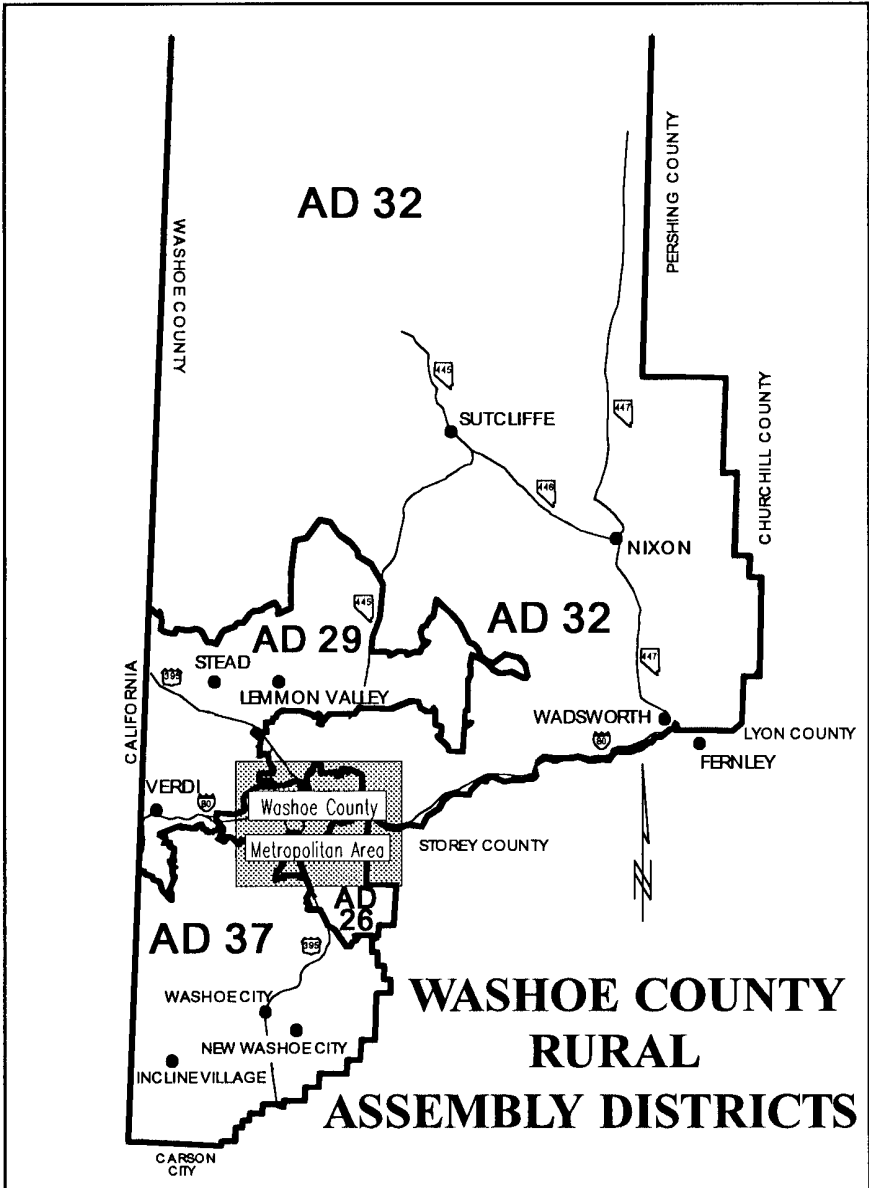 AD 32
WASHOE COUNTY
PERSHING COUNTY
445
SUTCLIFFE
447
446
CHURCHILL COUNTY
NIXON
AD 29
445
AD 32
STEAD
395
LEMMON VALLEY
447
CALIFORNIA
WADSWORTH
LYON COUNTY
80
FERNLEY
VERDI
80
Washoe County
Metropolitan Area
STOREY COUNTY
N
AD
26
AD 37
395
WASHOE CITY
NEW WASHOE CITY
INCLINE VILLAGE
CARSON
CITY
WASHOE COUNTY
RURAL
ASSEMBLY DISTRICTS